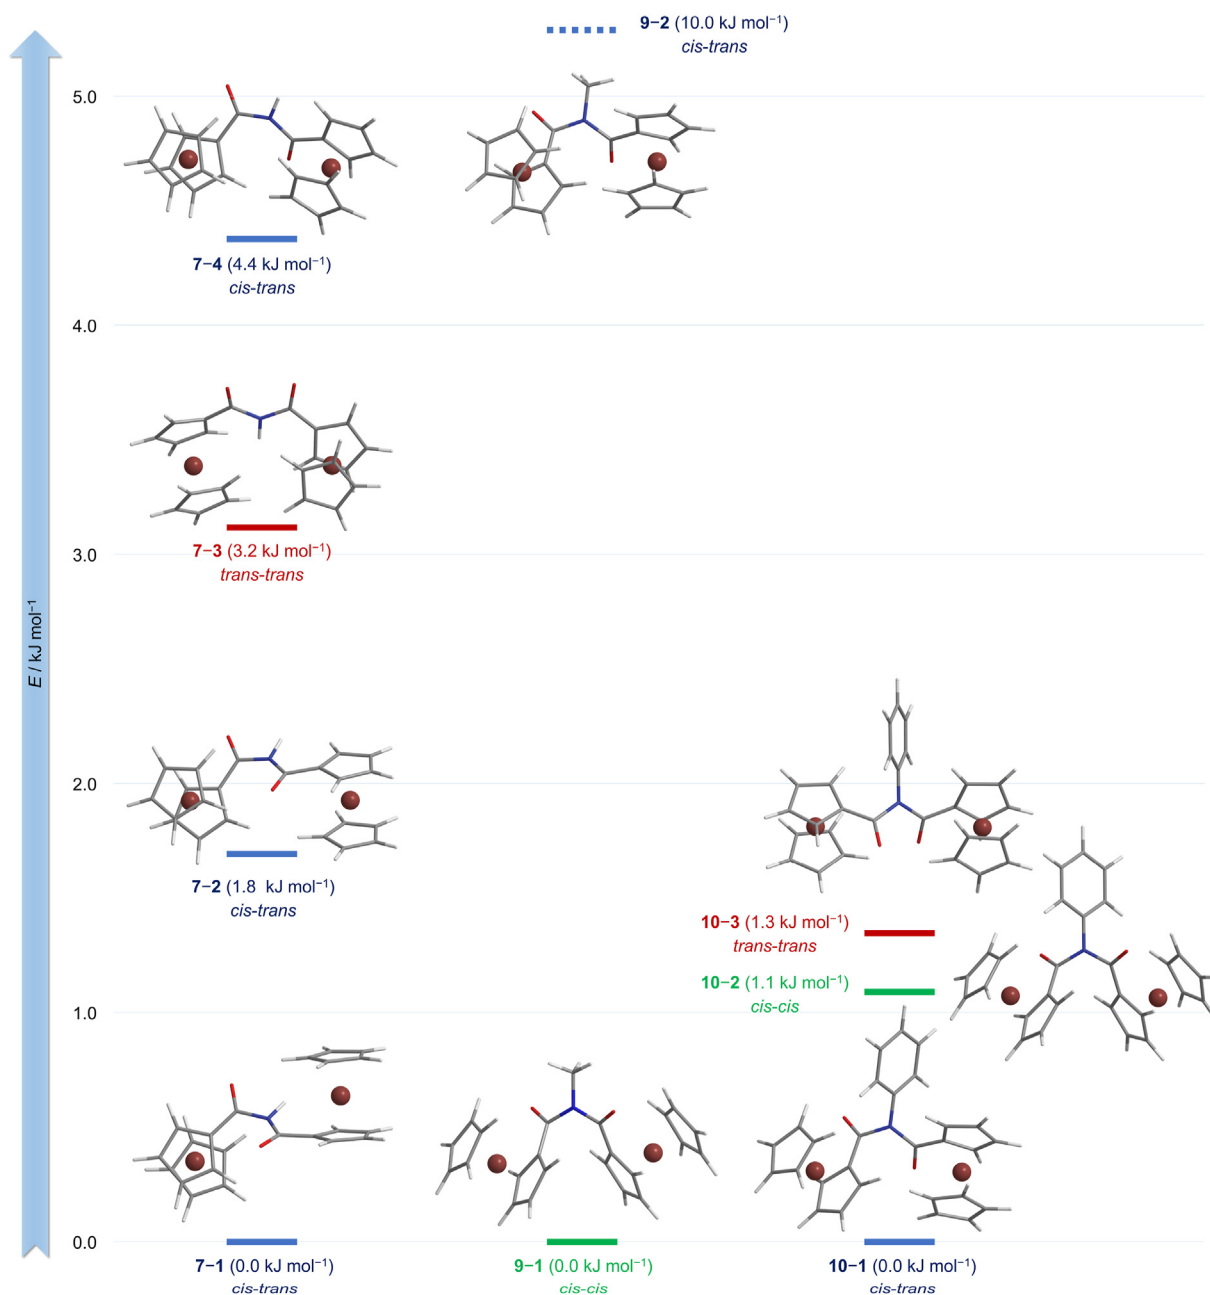 9−2 (10.0 kJ mol⁻¹)
cis-trans
5.0
7−4 (4.4 kJ mol⁻¹)
cis-trans
4.0
7−3 (3.2 kJ mol⁻¹)
trans-trans
3.0
E / kJ mol⁻¹
2.0
7−2 (1.8 kJ mol⁻¹)
cis-trans
10−3 (1.3 kJ mol⁻¹)
trans-trans
10−2 (1.1 kJ mol⁻¹)
cis-cis
1.0
0.0
7−1 (0.0 kJ mol⁻¹)
cis-trans
9−1 (0.0 kJ mol⁻¹)
cis-cis
10−1 (0.0 kJ mol⁻¹)
cis-trans